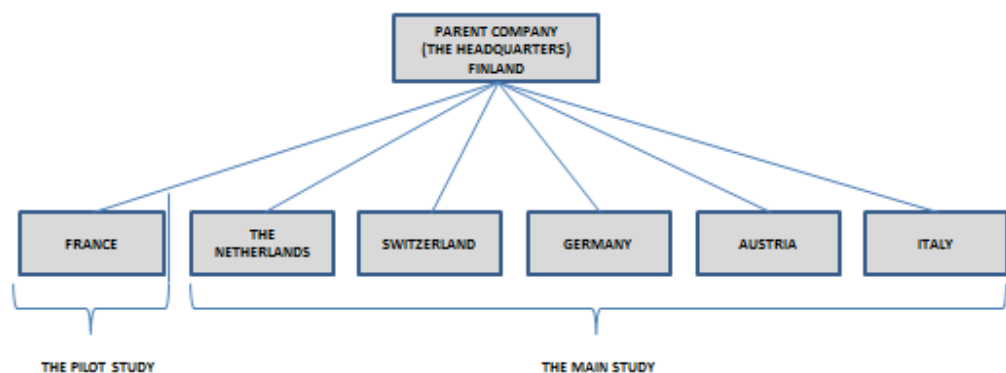 PARENT COMPANY
(THE HEADQUARTERS)
FINLAND
FRANCE
THE
NETHERLANDS
SWITZERLAND
GERMANY
AUSTRIA
ITALY
THE PILOT STUDY
THE MAIN STUDY